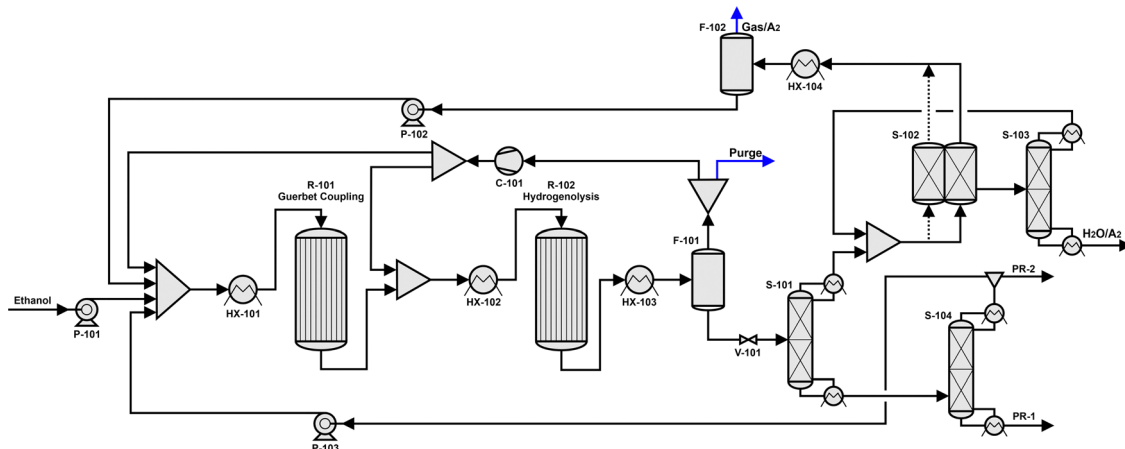 F-102
Gas/A2
HX-104
P-102
S-102
S-103
Purge
C-101
R-101
Guerbet Coupling
R-102
Hydrogenolysis
F-101
H2O/A2
Ethanol
P-101
HX-101
HX-102
HX-103
S-101
PR-2
V-101
S-104
PR-1
P-103